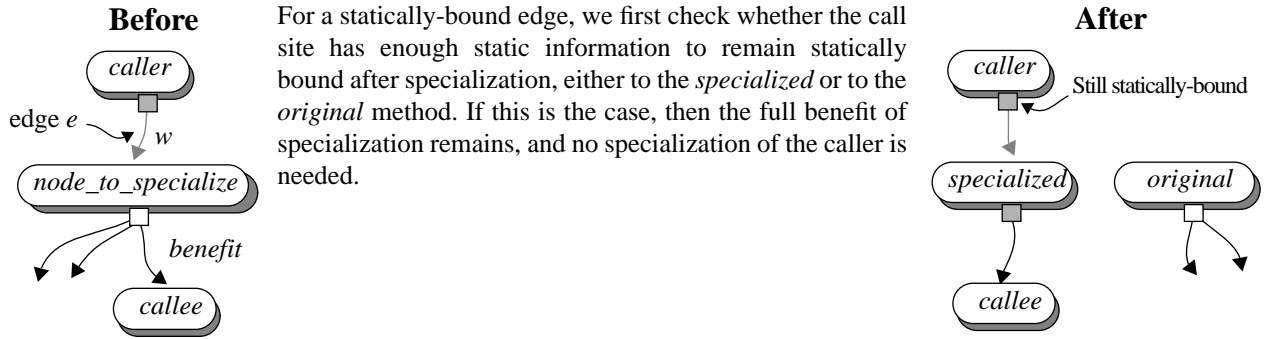 Before
caller
edge e
w
node_to_specialize
benefit
callee
For a statically-bound edge, we first check whether the call
site has enough static information to remain statically
bound after specialization, either to the specialized or to the
original method. If this is the case, then the full benefit of
specialization remains, and no specialization of the caller is
needed.
After
caller
Still statically-bound
specialized
original
callee